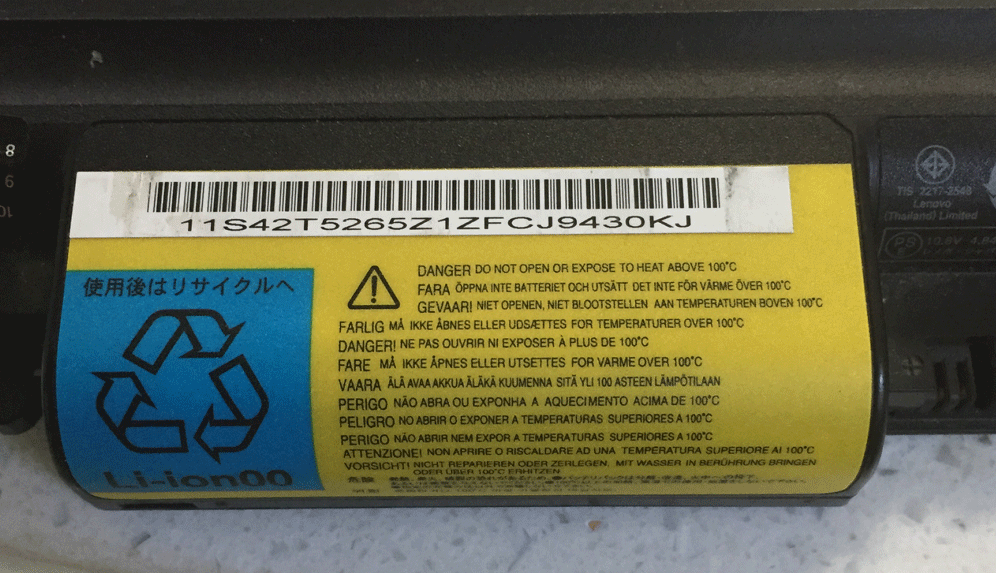 8
9
10
11S42T5265Z1ZFCJ9430KJ
TIS 2217-2548
Lenovo
(Thailand) Limited
PS 10.8V
使用後はリサイクルへ
Li-ion00
DANGER DO NOT OPEN OR EXPOSE TO HEAT ABOVE 100°C
FARA ÖPPNA INTE BATTERIET OCH UTSÄTT DET INTE FÖR VÄRME ÖVER 100°C
GEVAAR! NIET OPENEN, NIET BLOOTSTELLEN AAN TEMPERATUREN BOVEN 100°C
FARLIG MÅ IKKE ÅBNES ELLER UDSÆTTES FOR TEMPERATURER OVER 100°C
DANGER! NE PAS OUVRIR NI EXPOSER À PLUS DE 100°C
FARE MÅ IKKE ÅPNES ELLER UTSETTES FOR VARME OVER 100°C
VAARA ÄLÄ AVAA AKKUA ÄLÄKÄ KUUMENNA SITÄ YLI 100 ASTEEN LÄMPÖTILAAN
PERIGO NÃO ABRA OU EXPONHA A AQUECIMENTO ACIMA DE 100°C
PELIGRO NO ABRIR O EXPONER A TEMPERATURAS SUPERIORES A 100°C
PERIGO NÃO ABRIR NEM EXPOR A TEMPERATURAS SUPERIORES A 100°C
ATTENZIONE! NON APRIRE O RISCALDARE AD UNA TEMPERATURA SUPERIORE AI 100°C
VORSICHT! NICHT REPARIEREN ODER ZERLEGEN, MIT WASSER IN BERÜHRUNG BRINGEN
ODER ÜBER 100°C ERHITZEN